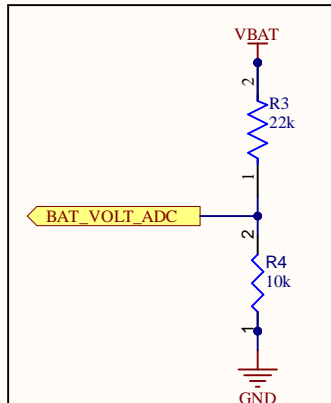 VBAT
2
R3
22k
1
BAT_VOLT_ADC
2
R4
10k
1
GND